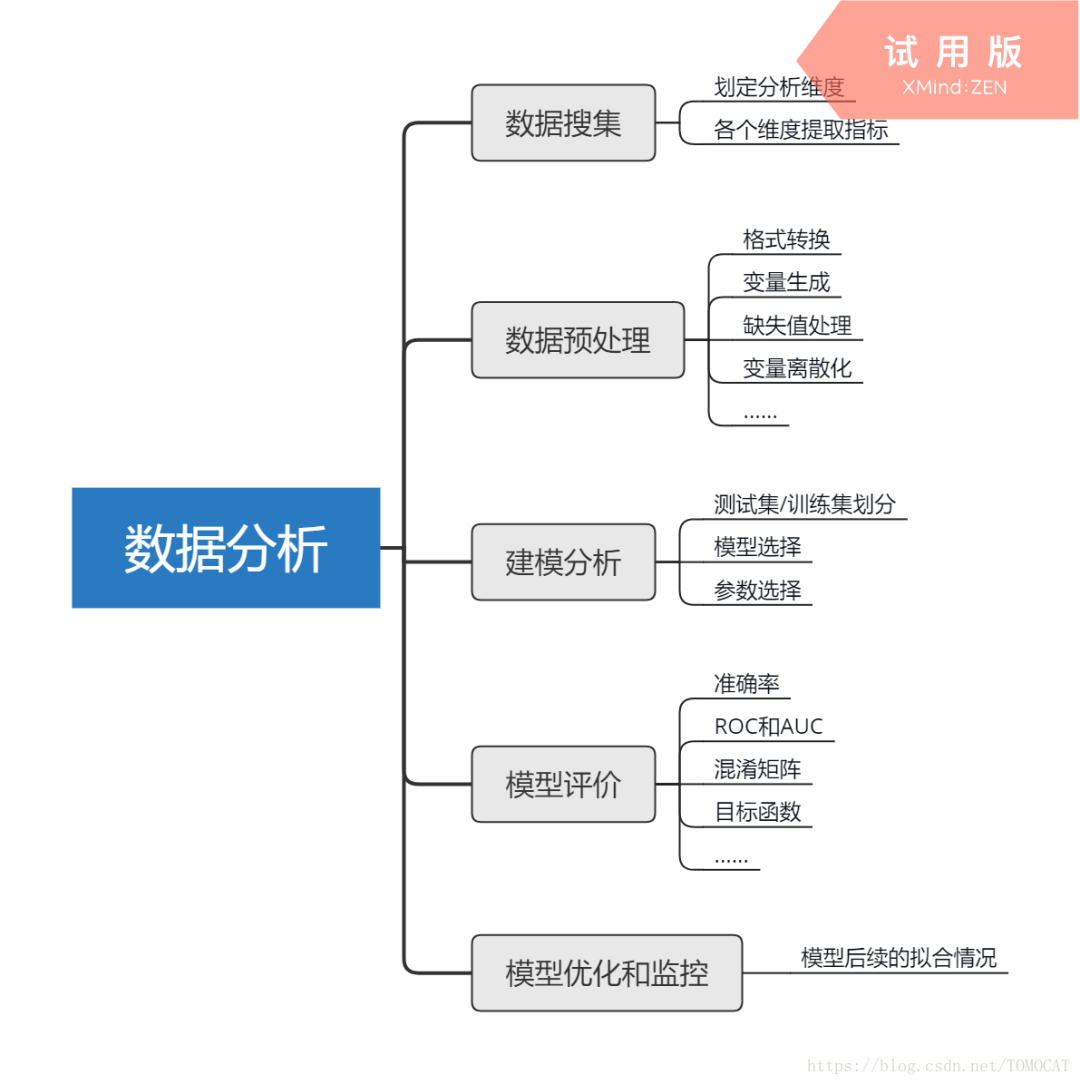 试用版
XMind:ZEN
数据分析
数据搜集
划定分析维度
各个维度提取指标
数据预处理
格式转换
变量生成
缺失值处理
变量离散化
……
建模分析
测试集/训练集划分
模型选择
参数选择
模型评价
准确率
ROC和AUC
混淆矩阵
目标函数
……
模型优化和监控
模型后续的拟合情况
https://blog.csdn.net/TOMOCAT